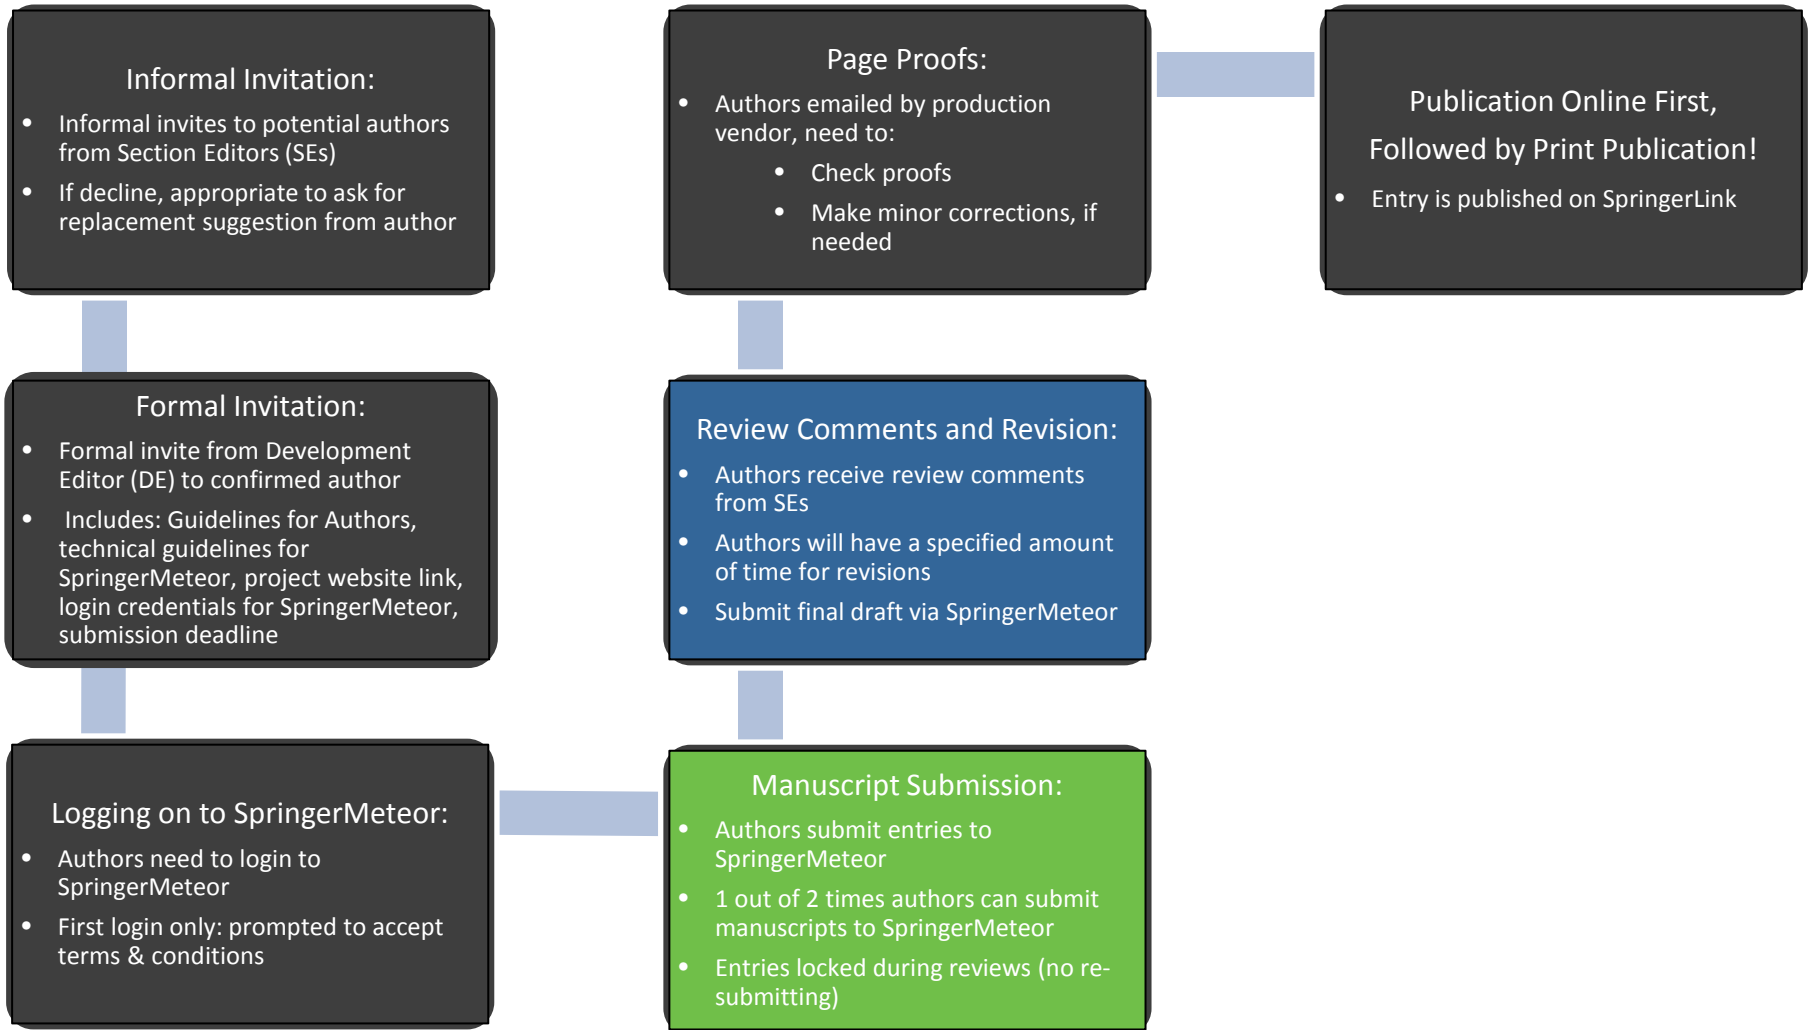 Informal Invitation:
• Informal invites to potential authors
from Section Editors (SEs)
• If decline, appropriate to ask for
replacement suggestion from author
Formal Invitation:
• Formal invite from Development
Editor (DE) to confirmed author
• Includes: Guidelines for Authors,
technical guidelines for
SpringerMeteor, project website link,
login credentials for SpringerMeteor,
submission deadline
Logging on to SpringerMeteor:
• Authors need to login to
SpringerMeteor
• First login only: prompted to accept
terms & conditions
Manuscript Submission:
• Authors submit entries to
SpringerMeteor
• 1 out of 2 times authors can submit
manuscripts to SpringerMeteor
• Entries locked during reviews (no re-
submitting)
Review Comments and Revision:
• Authors receive review comments
from SEs
• Authors will have a specified amount
of time for revisions
• Submit final draft via SpringerMeteor
Page Proofs:
• Authors emailed by production
vendor, need to:
• Check proofs
• Make minor corrections, if
needed
Publication Online First,
Followed by Print Publication!
• Entry is published on SpringerLink